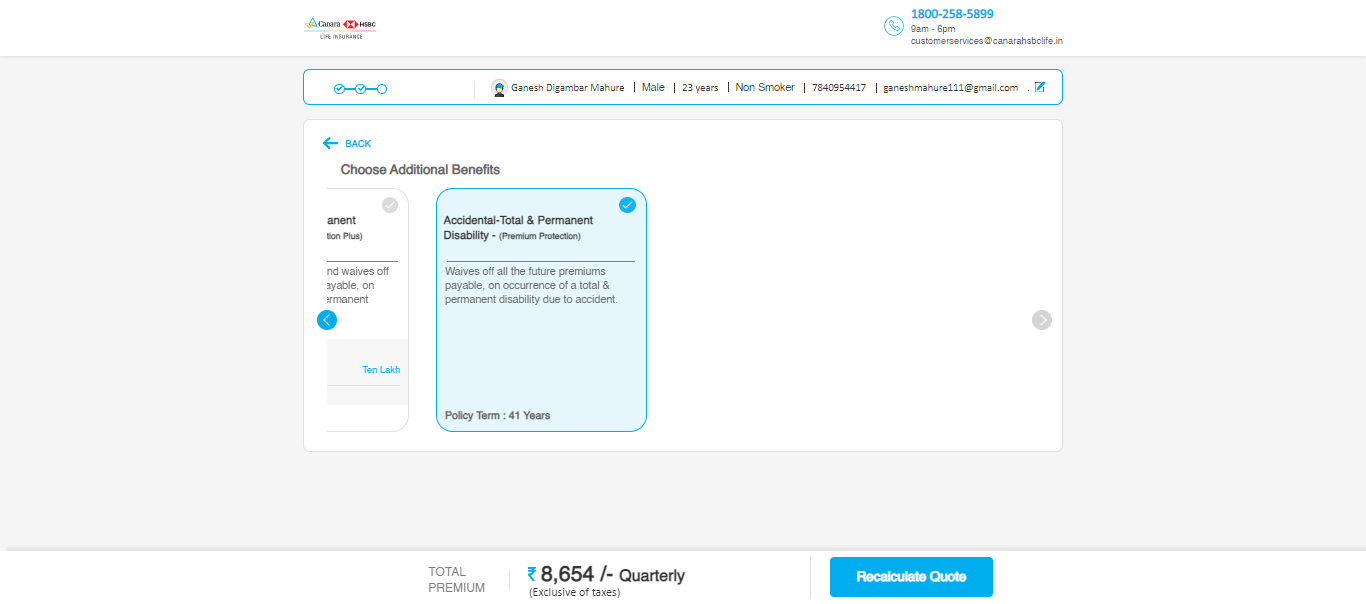 Canara HSBC
LIFE INSURANCE
1800-258-5899
9am - 6pm
customerservices@canarahsbclife.in
Ganesh Digambar Mahure | Male | 23 years | Non Smoker | 7840954417 | ganeshmahure111@gmail.com .
BACK
Choose Additional Benefits
anent
tion Plus)
nd waives off
ayable, on
ermanent
Ten Lakh
Accidental-Total & Permanent
Disability - (Premium Protection)
Waives off all the future premiums
payable, on occurrence of a total &
permanent disability due to accident.
Policy Term : 41 Years
TOTAL
PREMIUM
₹ 8,654 /- Quarterly
(Exclusive of taxes)
Recalculate Quote